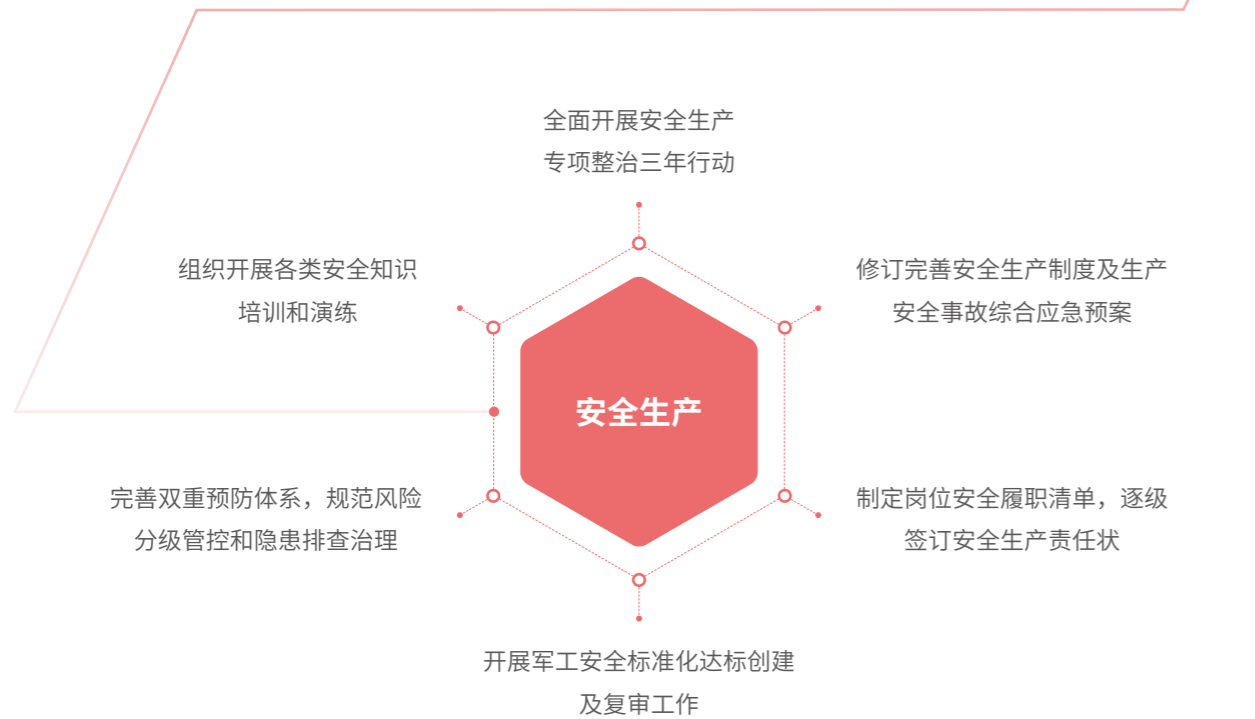 全面开展安全生产
专项整治三年行动
组织开展各类安全知识
培训和演练
修订完善安全生产制度及生产
安全事故综合应急预案
安全生产
完善双重预防体系，规范风险
分级管控和隐患排查治理
制定岗位安全履职清单，逐级
签订安全生产责任状
开展军工安全标准化达标创建
及复审工作